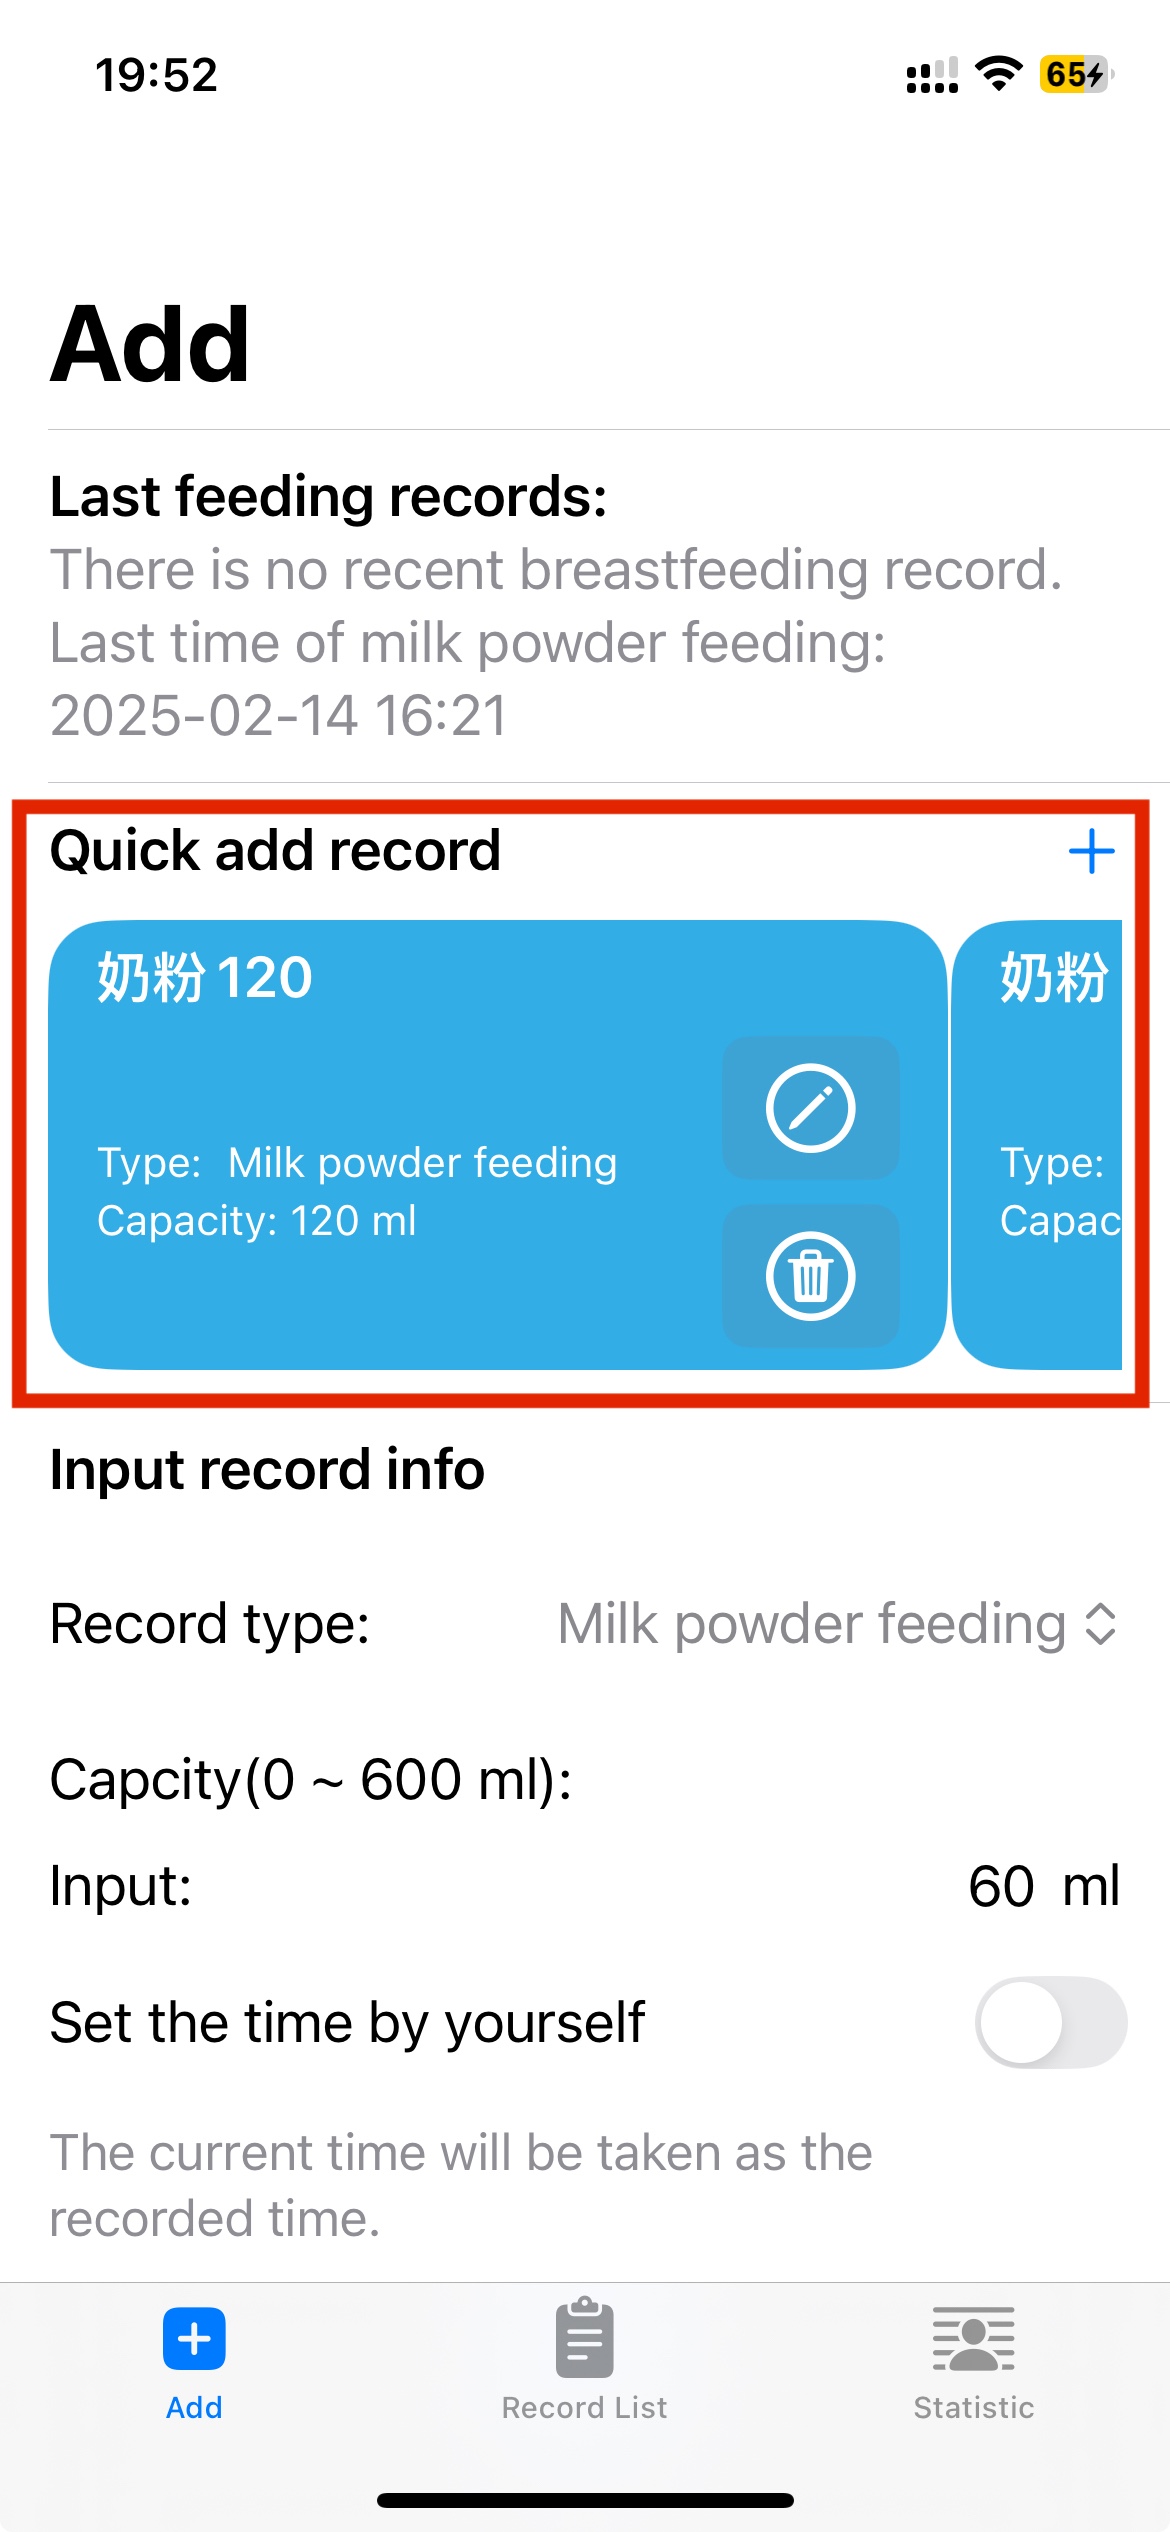 19:52
65
Add
Last feeding records:
There is no recent breastfeeding record.
Last time of milk powder feeding:
2025-02-14 16:21
Quick add record
奶粉 120
奶粉
Type: Milk powder feeding
Type:
Capacity: 120 ml
Capac
Input record info
Record type: Milk powder feeding
Capcity(0 ~ 600 ml):
Input: 60 ml
Set the time by yourself
The current time will be taken as the
recorded time.
Add
Record List
Statistic